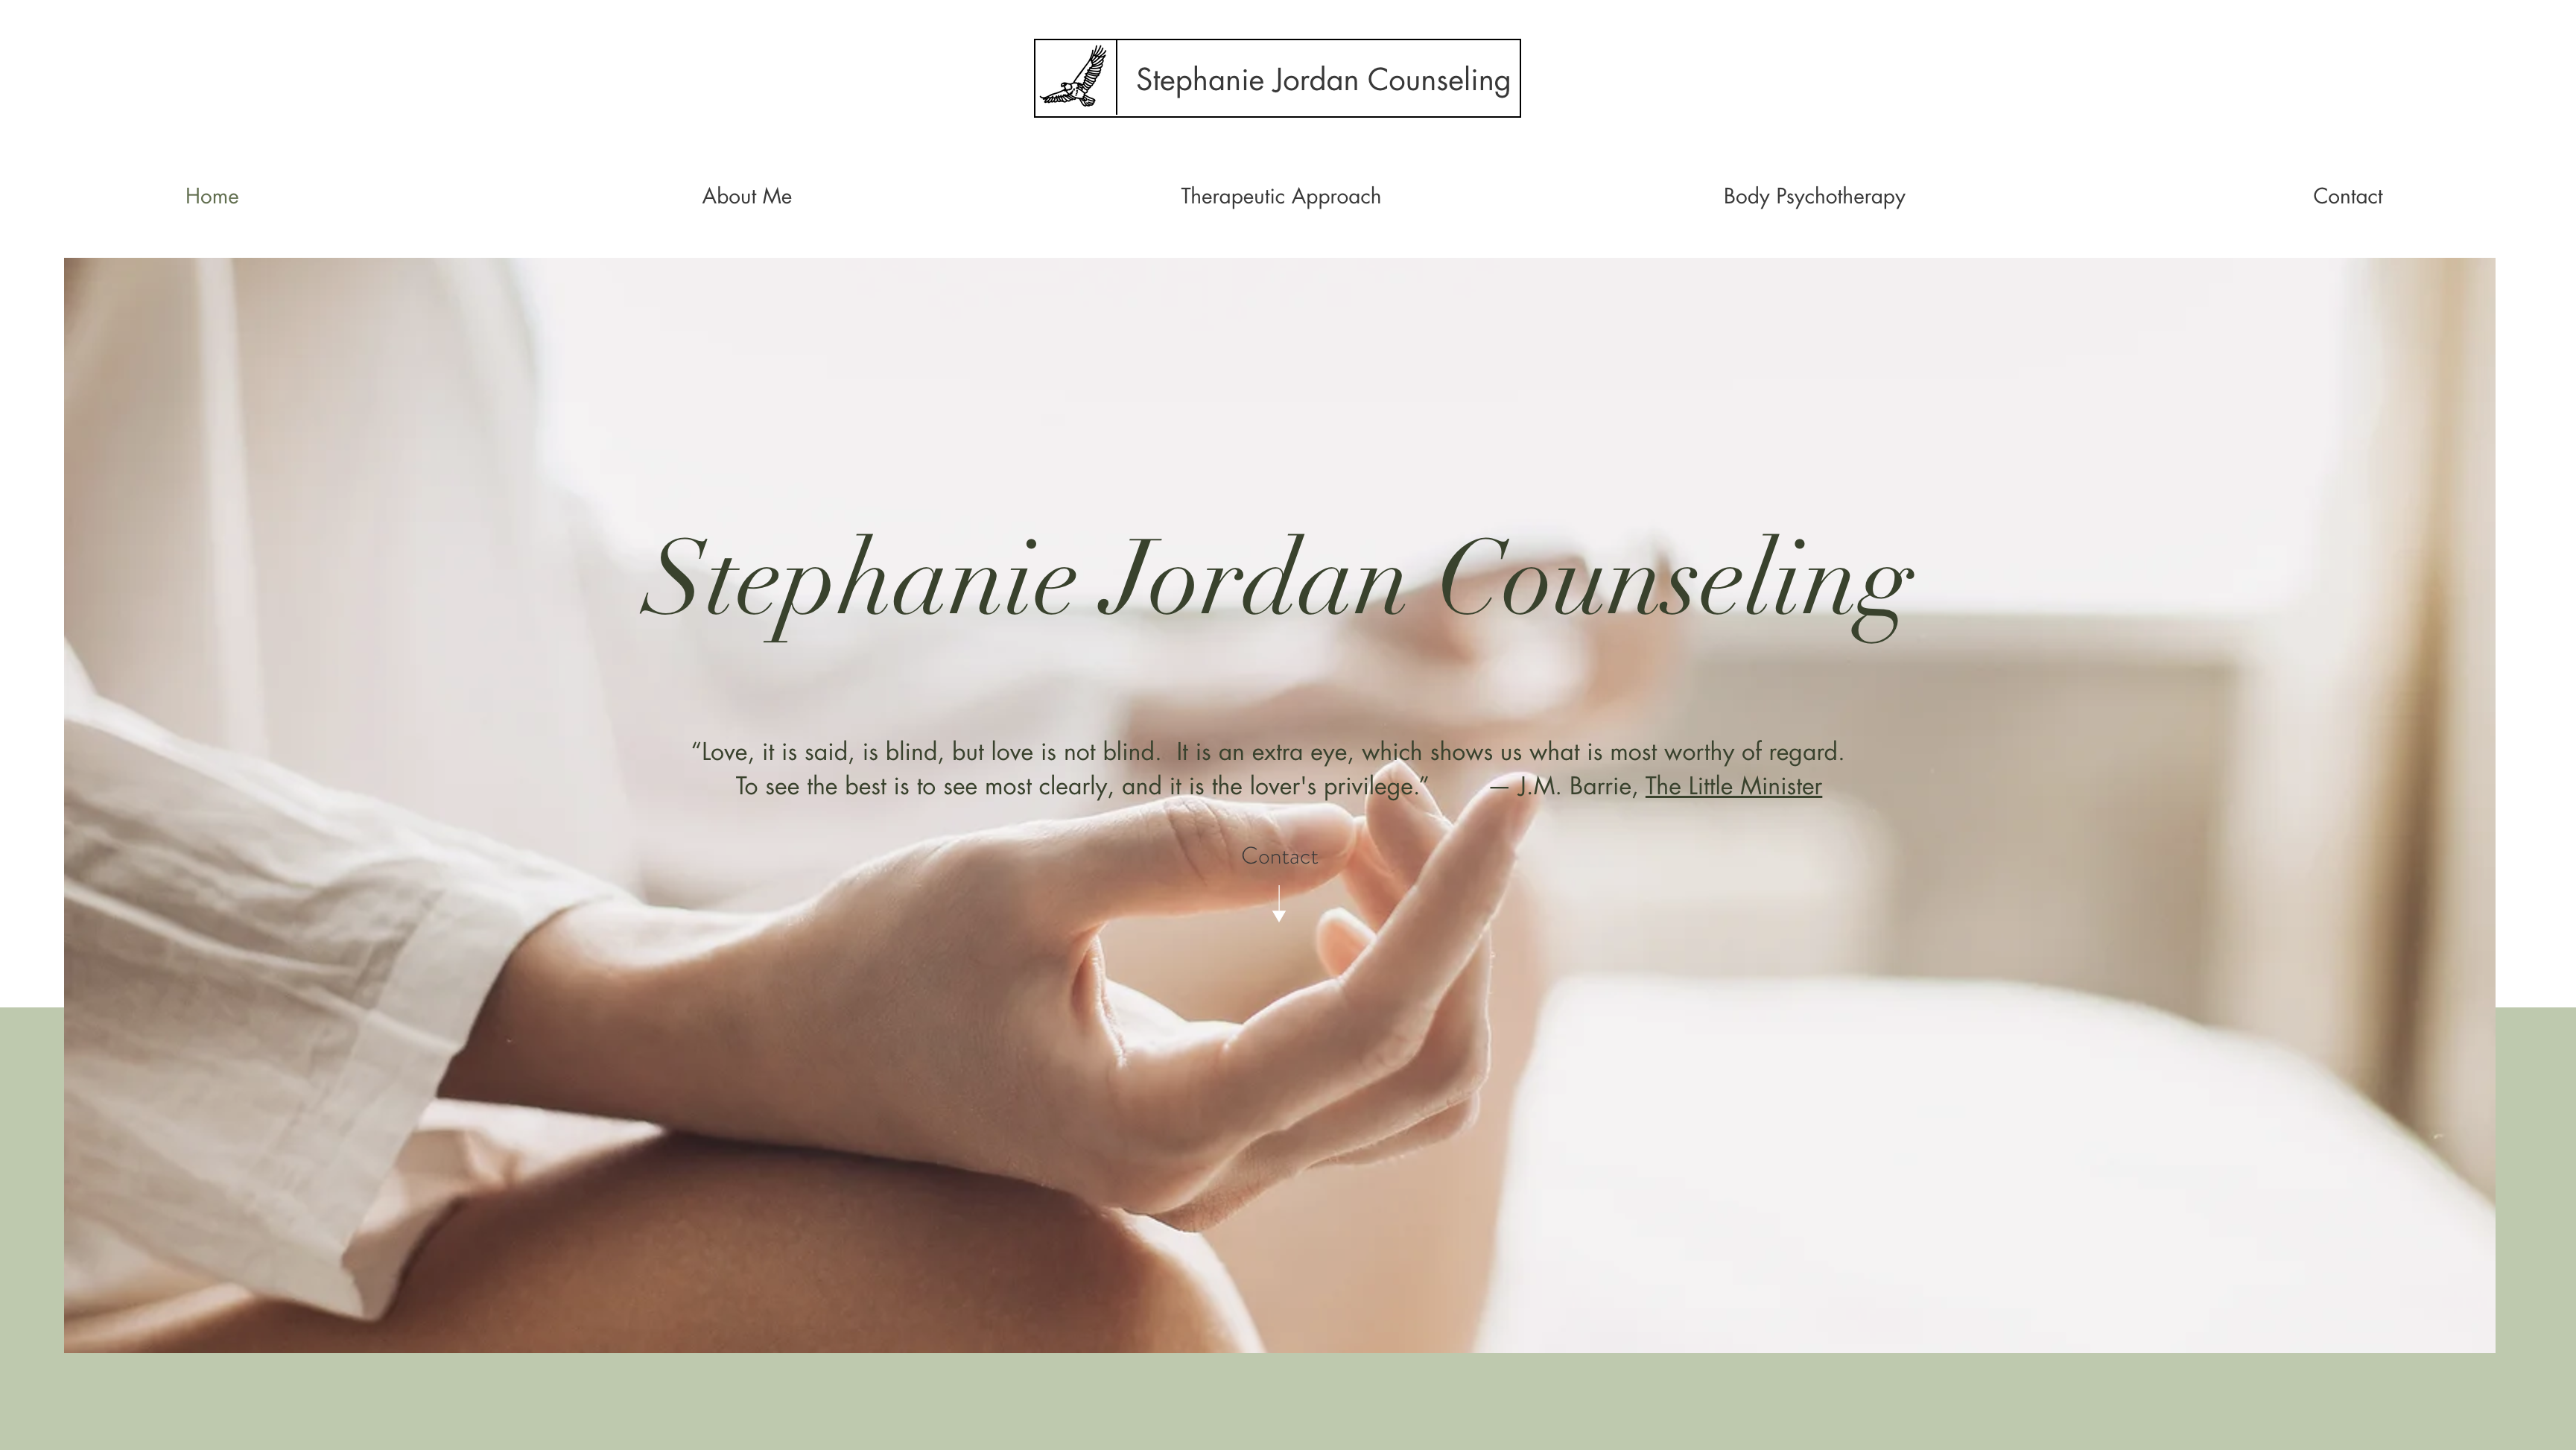 Stephanie Jordan Counseling
Home
About Me
Therapeutic Approach
Body Psychotherapy
Contact
Stephanie Jordan Counseling
“Love, it is said, is blind, but love is not blind.  It is an extra eye, which shows us what is most worthy of regard.
To see the best is to see most clearly, and it is the lover's privilege.” — J.M. Barrie, The Little Minister
Contact